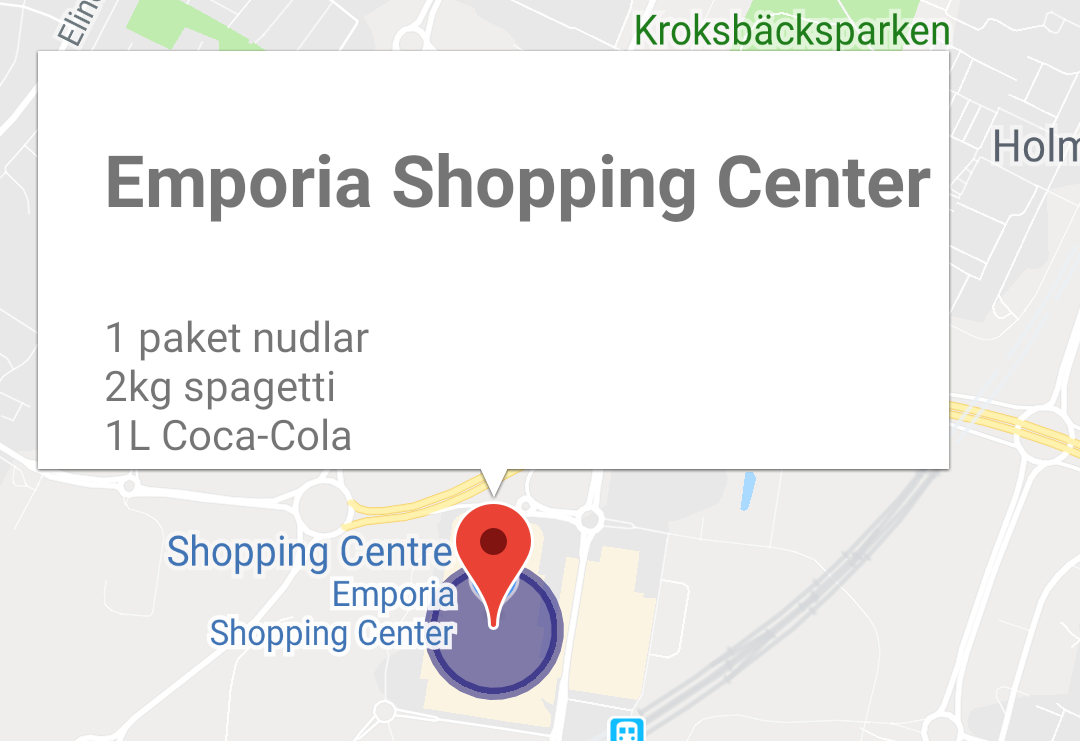 Elin
Kroksbäcksparken
Holm
Emporia Shopping Center
1 paket nudlar
2kg spagetti
1L Coca-Cola
Shopping Centre
Emporia
Shopping Center